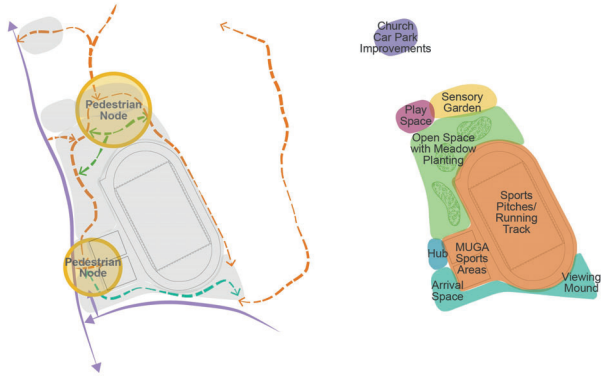 Pedestrian
Node
Pedestrian
Node
Church
Car Park
Improvements
Sensory
Garden
Play
Space
Open Space
with Meadow
Planting
Sports
Pitches/
Running
Track
Hub
MUGA
Sports
Areas
Arrival
Space
Viewing
Mound